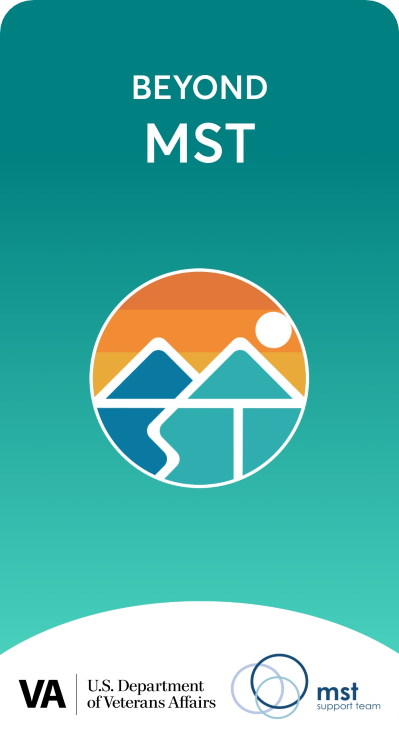 BEYOND
MST
VA
U.S. Department
of Veterans Affairs
mst
support team